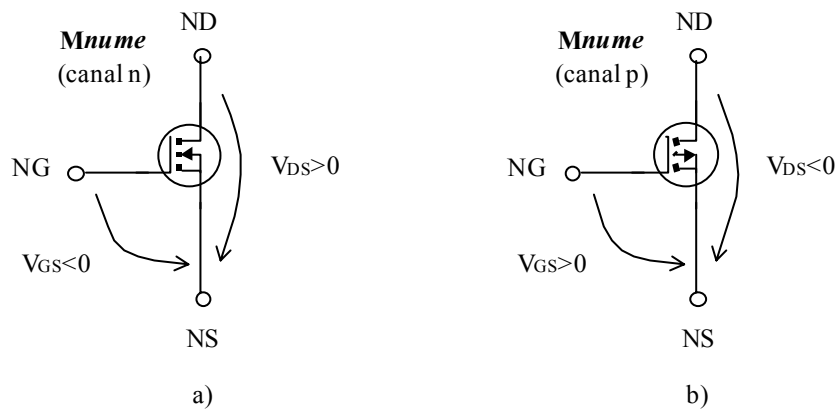 ND
Mnume
(canal n)
NG
VDS>0
VGS<0
NS
a)
ND
Mnume
(canal p)
NG
VDS<0
VGS>0
NS
b)